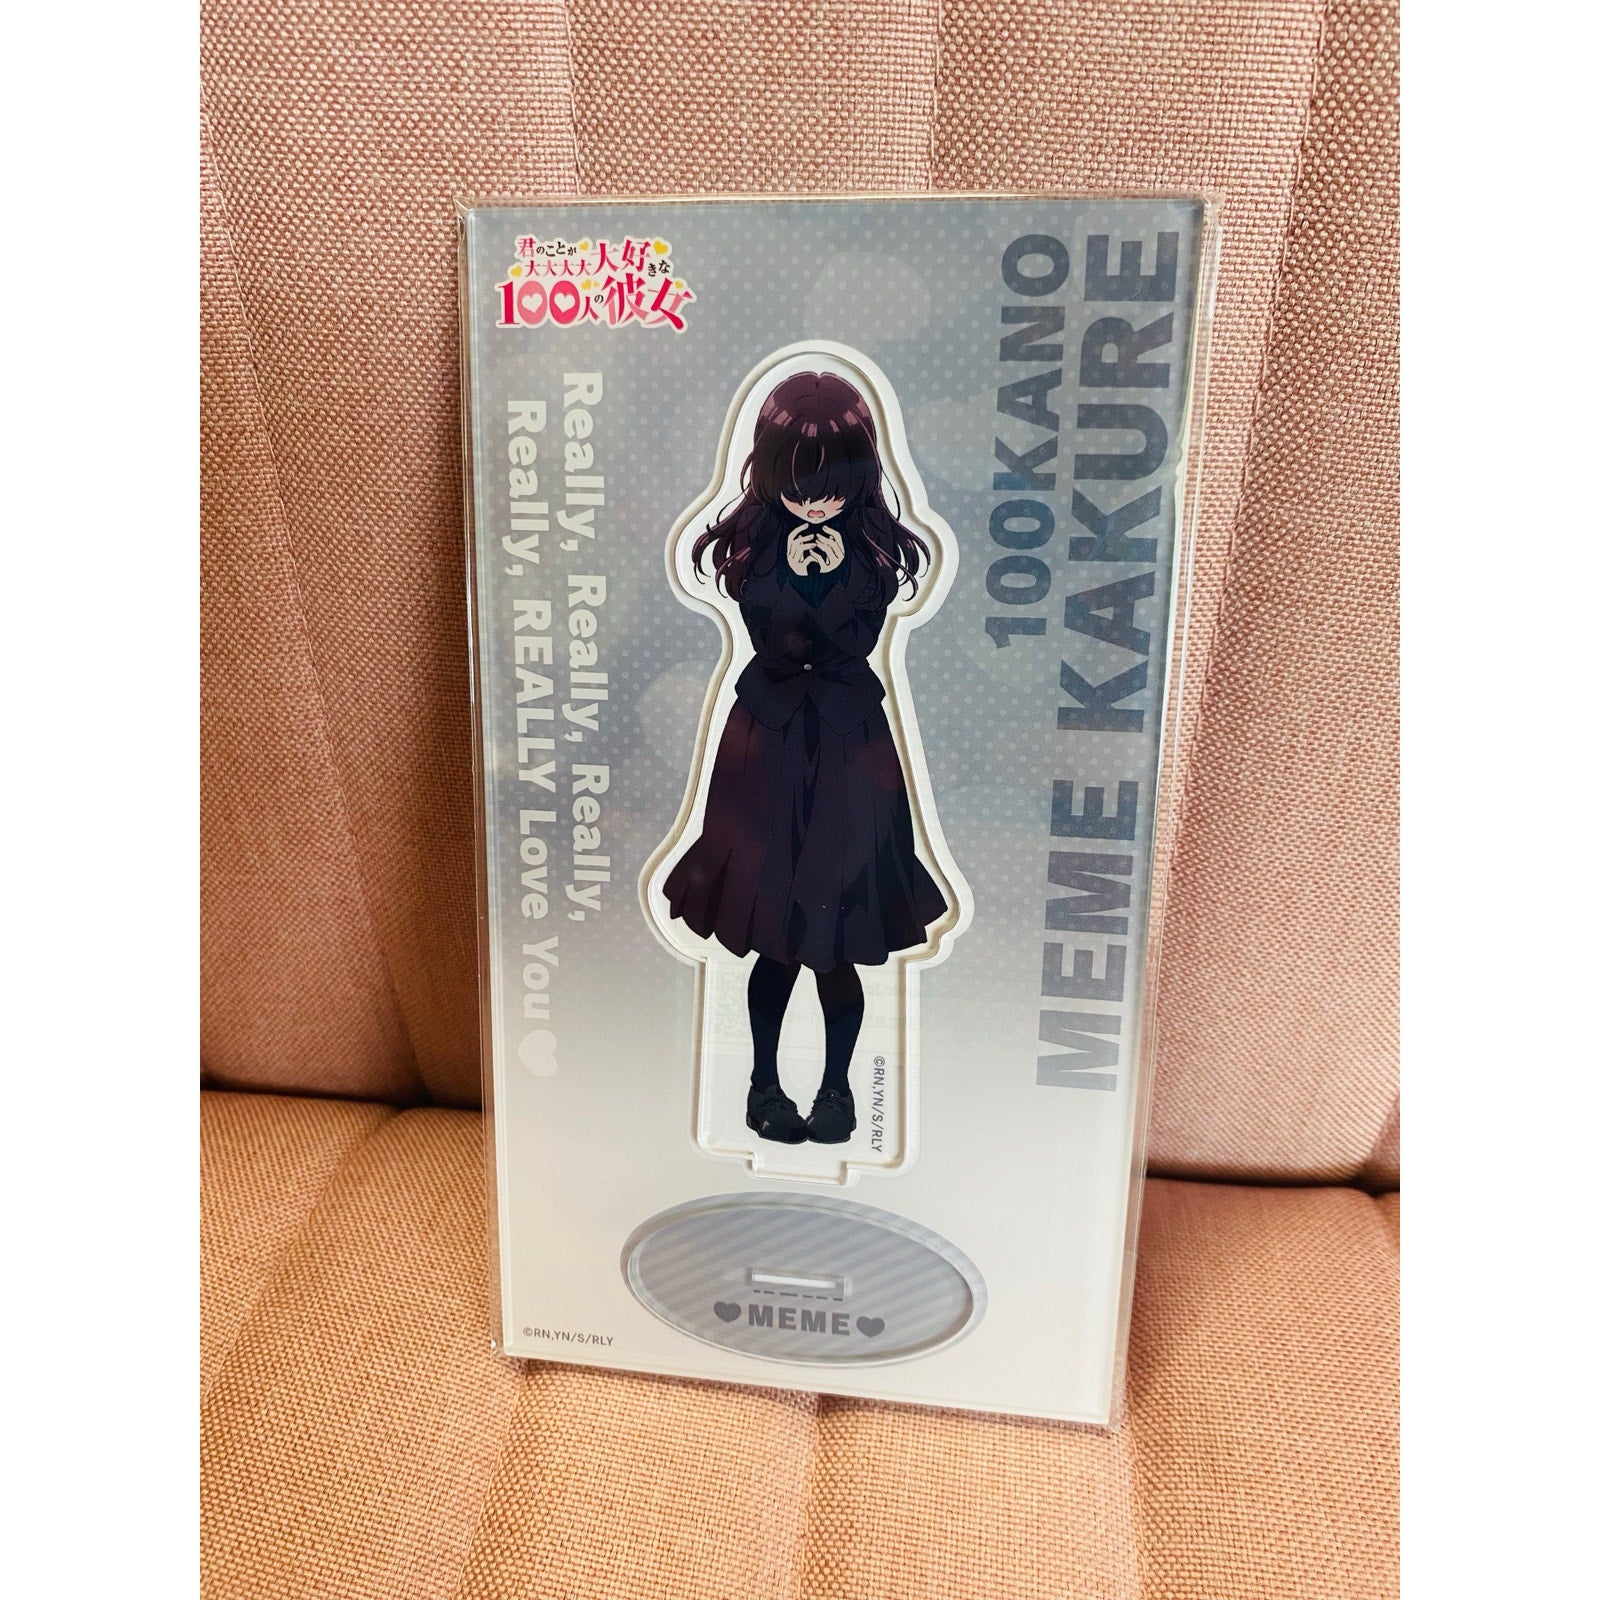 君のことが
大大大大大好きな
100人の彼女
100KANO
MEME KAKURE
Really, Really, Really,
Really, REALLY Love You
©RN,YN/S/RLY
MEME
©RN,YN/S/RLY